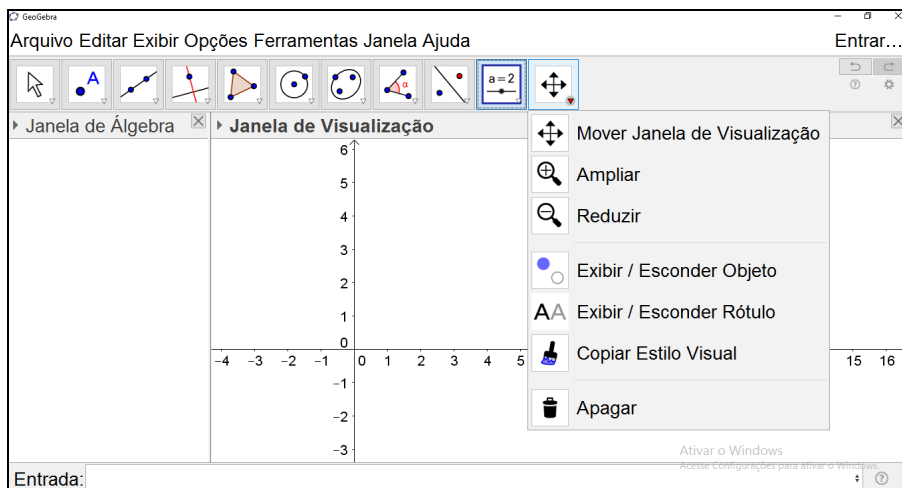 GeoGebra
Arquivo Editar Exibir Opções Ferramentas Janela Ajuda Entrar...
A α a = 2
Janela de Álgebra Janela de Visualização
Mover Janela de Visualização
Ampliar
Reduzir
Exibir / Esconder Objeto
AA Exibir / Esconder Rótulo
Copiar Estilo Visual
Apagar
6
5
4
3
2
1
0
−4 −3 −2 −1 0 1 2 3 4 5 15 16
−1
−2
−3
Ativar o Windows
Acesse Configurações para ativar o Windows.
Entrada: